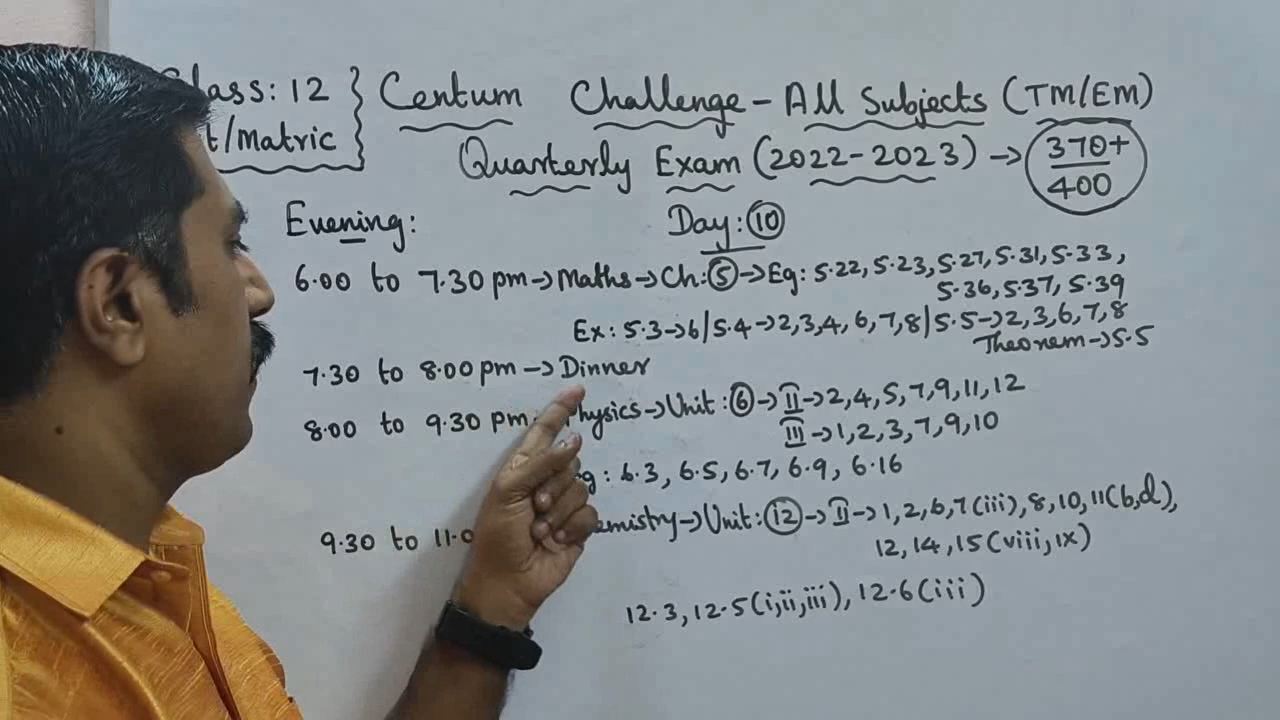 Class: 12 } Centum Challenge - All Subjects (TM/EM)
t/Matric
Quarterly Exam (2022-2023) → 370+/400
Evening: Day: 10
6.00 to 7.30 pm → Maths → Ch: 5 → Eg: 5.22, 5.23, 5.27, 5.31, 5.33,
5.36, 5.37, 5.39
Ex: 5.3 → 6 | 5.4 → 2, 3, 4, 6, 7, 8 | 5.5 → 2, 3, 6, 7, 8
Theorem → 5.5
7.30 to 8.00 pm → Dinner
8.00 to 9.30 pm Physics → Unit: 6 → II → 2, 4, 5, 7, 9, 11, 12
III → 1, 2, 3, 7, 9, 10
g: 6.3, 6.5, 6.7, 6.9, 6.16
9.30 to 11.0 emistry → Unit: 12 → II → 1, 2, 6, 7 (iii), 8, 10, 11 (b,d),
12, 14, 15 (viii, ix)
12.3, 12.5 (i, ii, iii), 12.6 (iii)